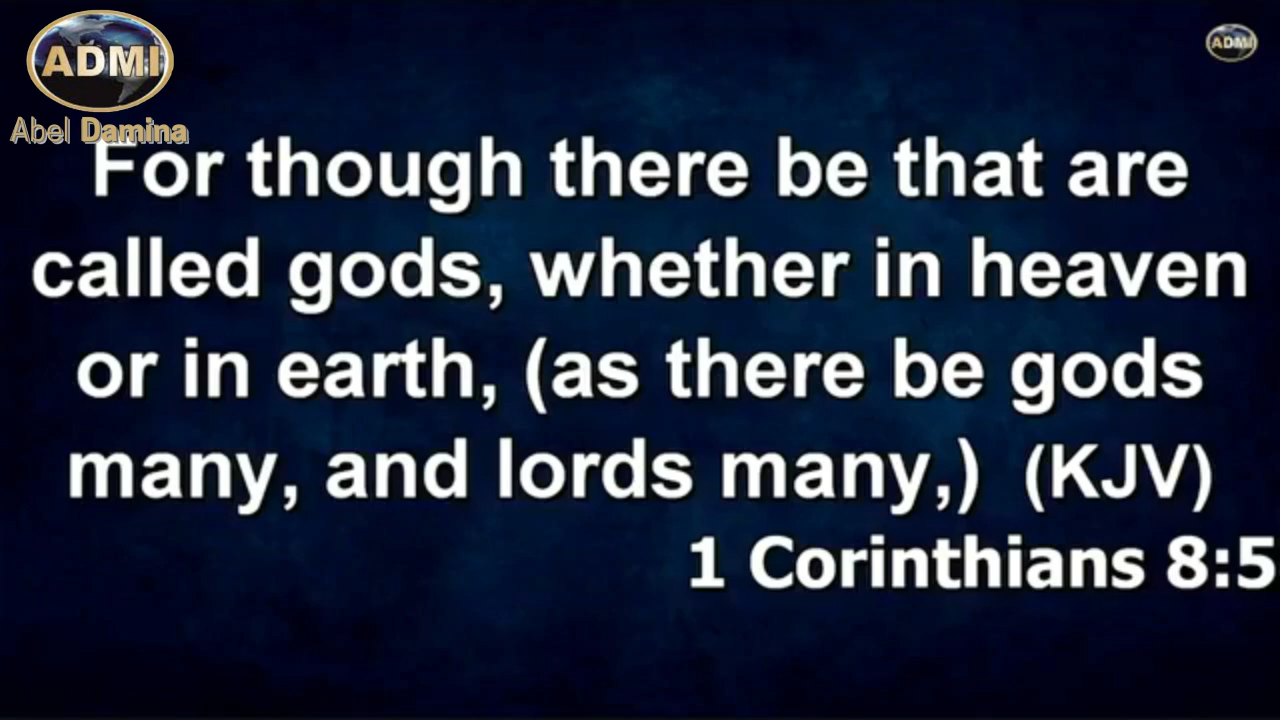 ADMI
ADMI
Abel Damina
For though there be that are
called gods, whether in heaven
or in earth, (as there be gods
many, and lords many,) (KJV)
1 Corinthians 8:5